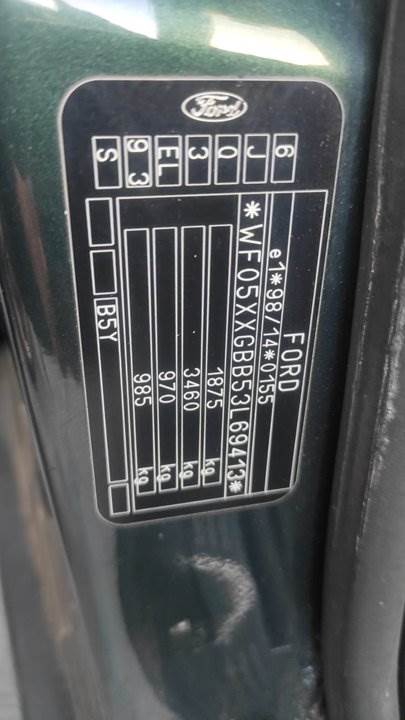 Ford
FORD
e1*98/14*0155
*WF05XXGBB53L69413*
1875 kg
3460 kg
970 kg
985 kg
B5Y
6
J
Q
3
EL
93
S